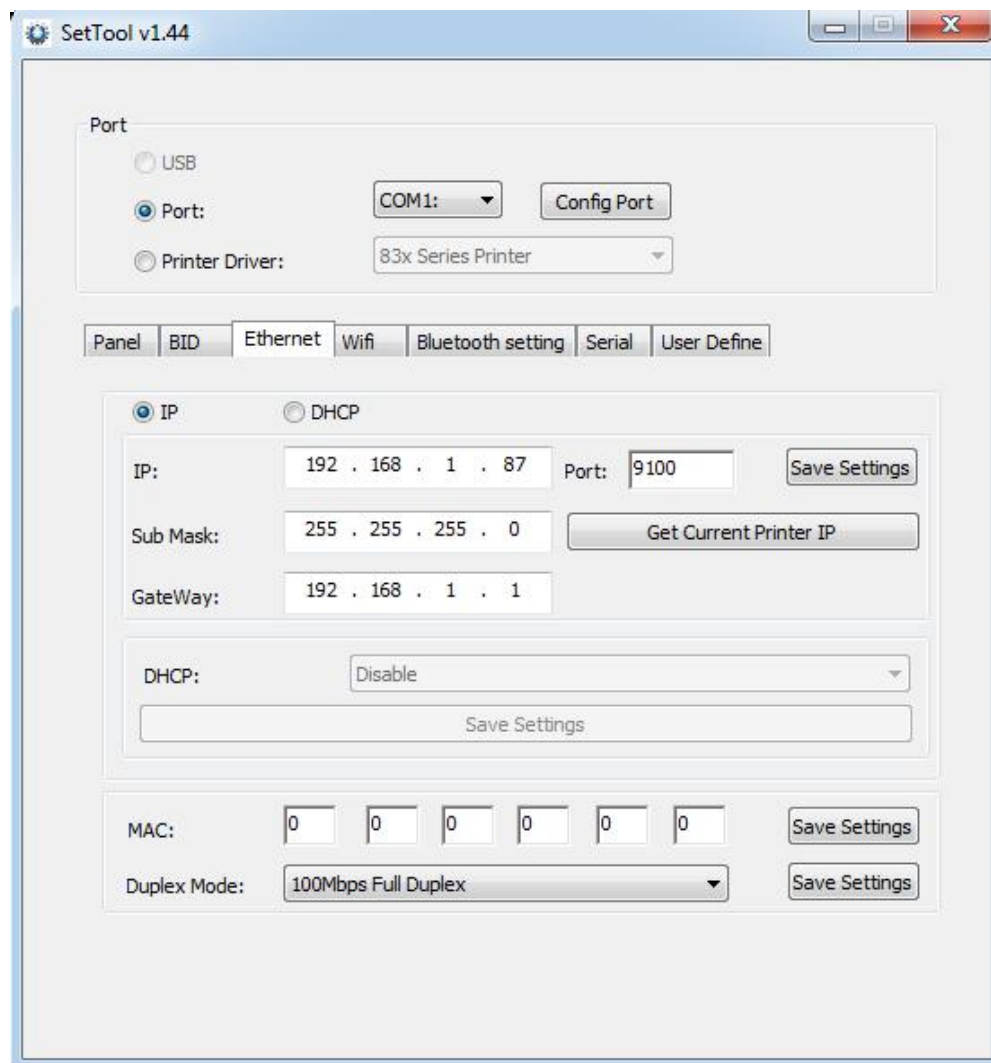 SetTool v1.44
Port
USB
Port: COM1: Config Port
Printer Driver: 83x Series Printer
Panel BID Ethernet Wifi Bluetooth setting Serial User Define
IP DHCP
IP: 192 . 168 . 1 . 87 Port: 9100 Save Settings
Sub Mask: 255 . 255 . 255 . 0 Get Current Printer IP
GateWay: 192 . 168 . 1 . 1
DHCP: Disable
Save Settings
MAC: 0 0 0 0 0 0 Save Settings
Duplex Mode: 100Mbps Full Duplex Save Settings